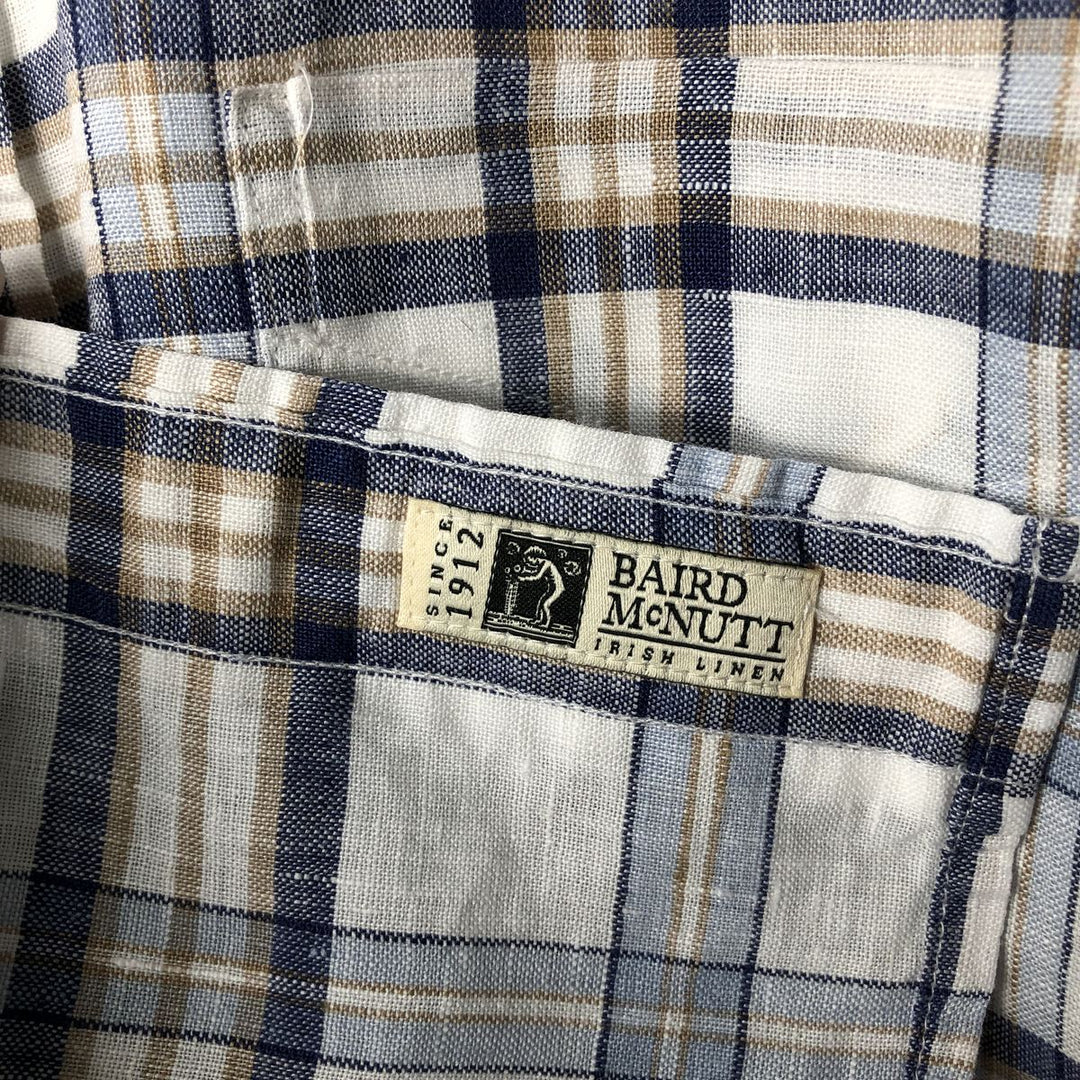 SINCE
1912
BAIRD
McNUTT
IRISH LINEN